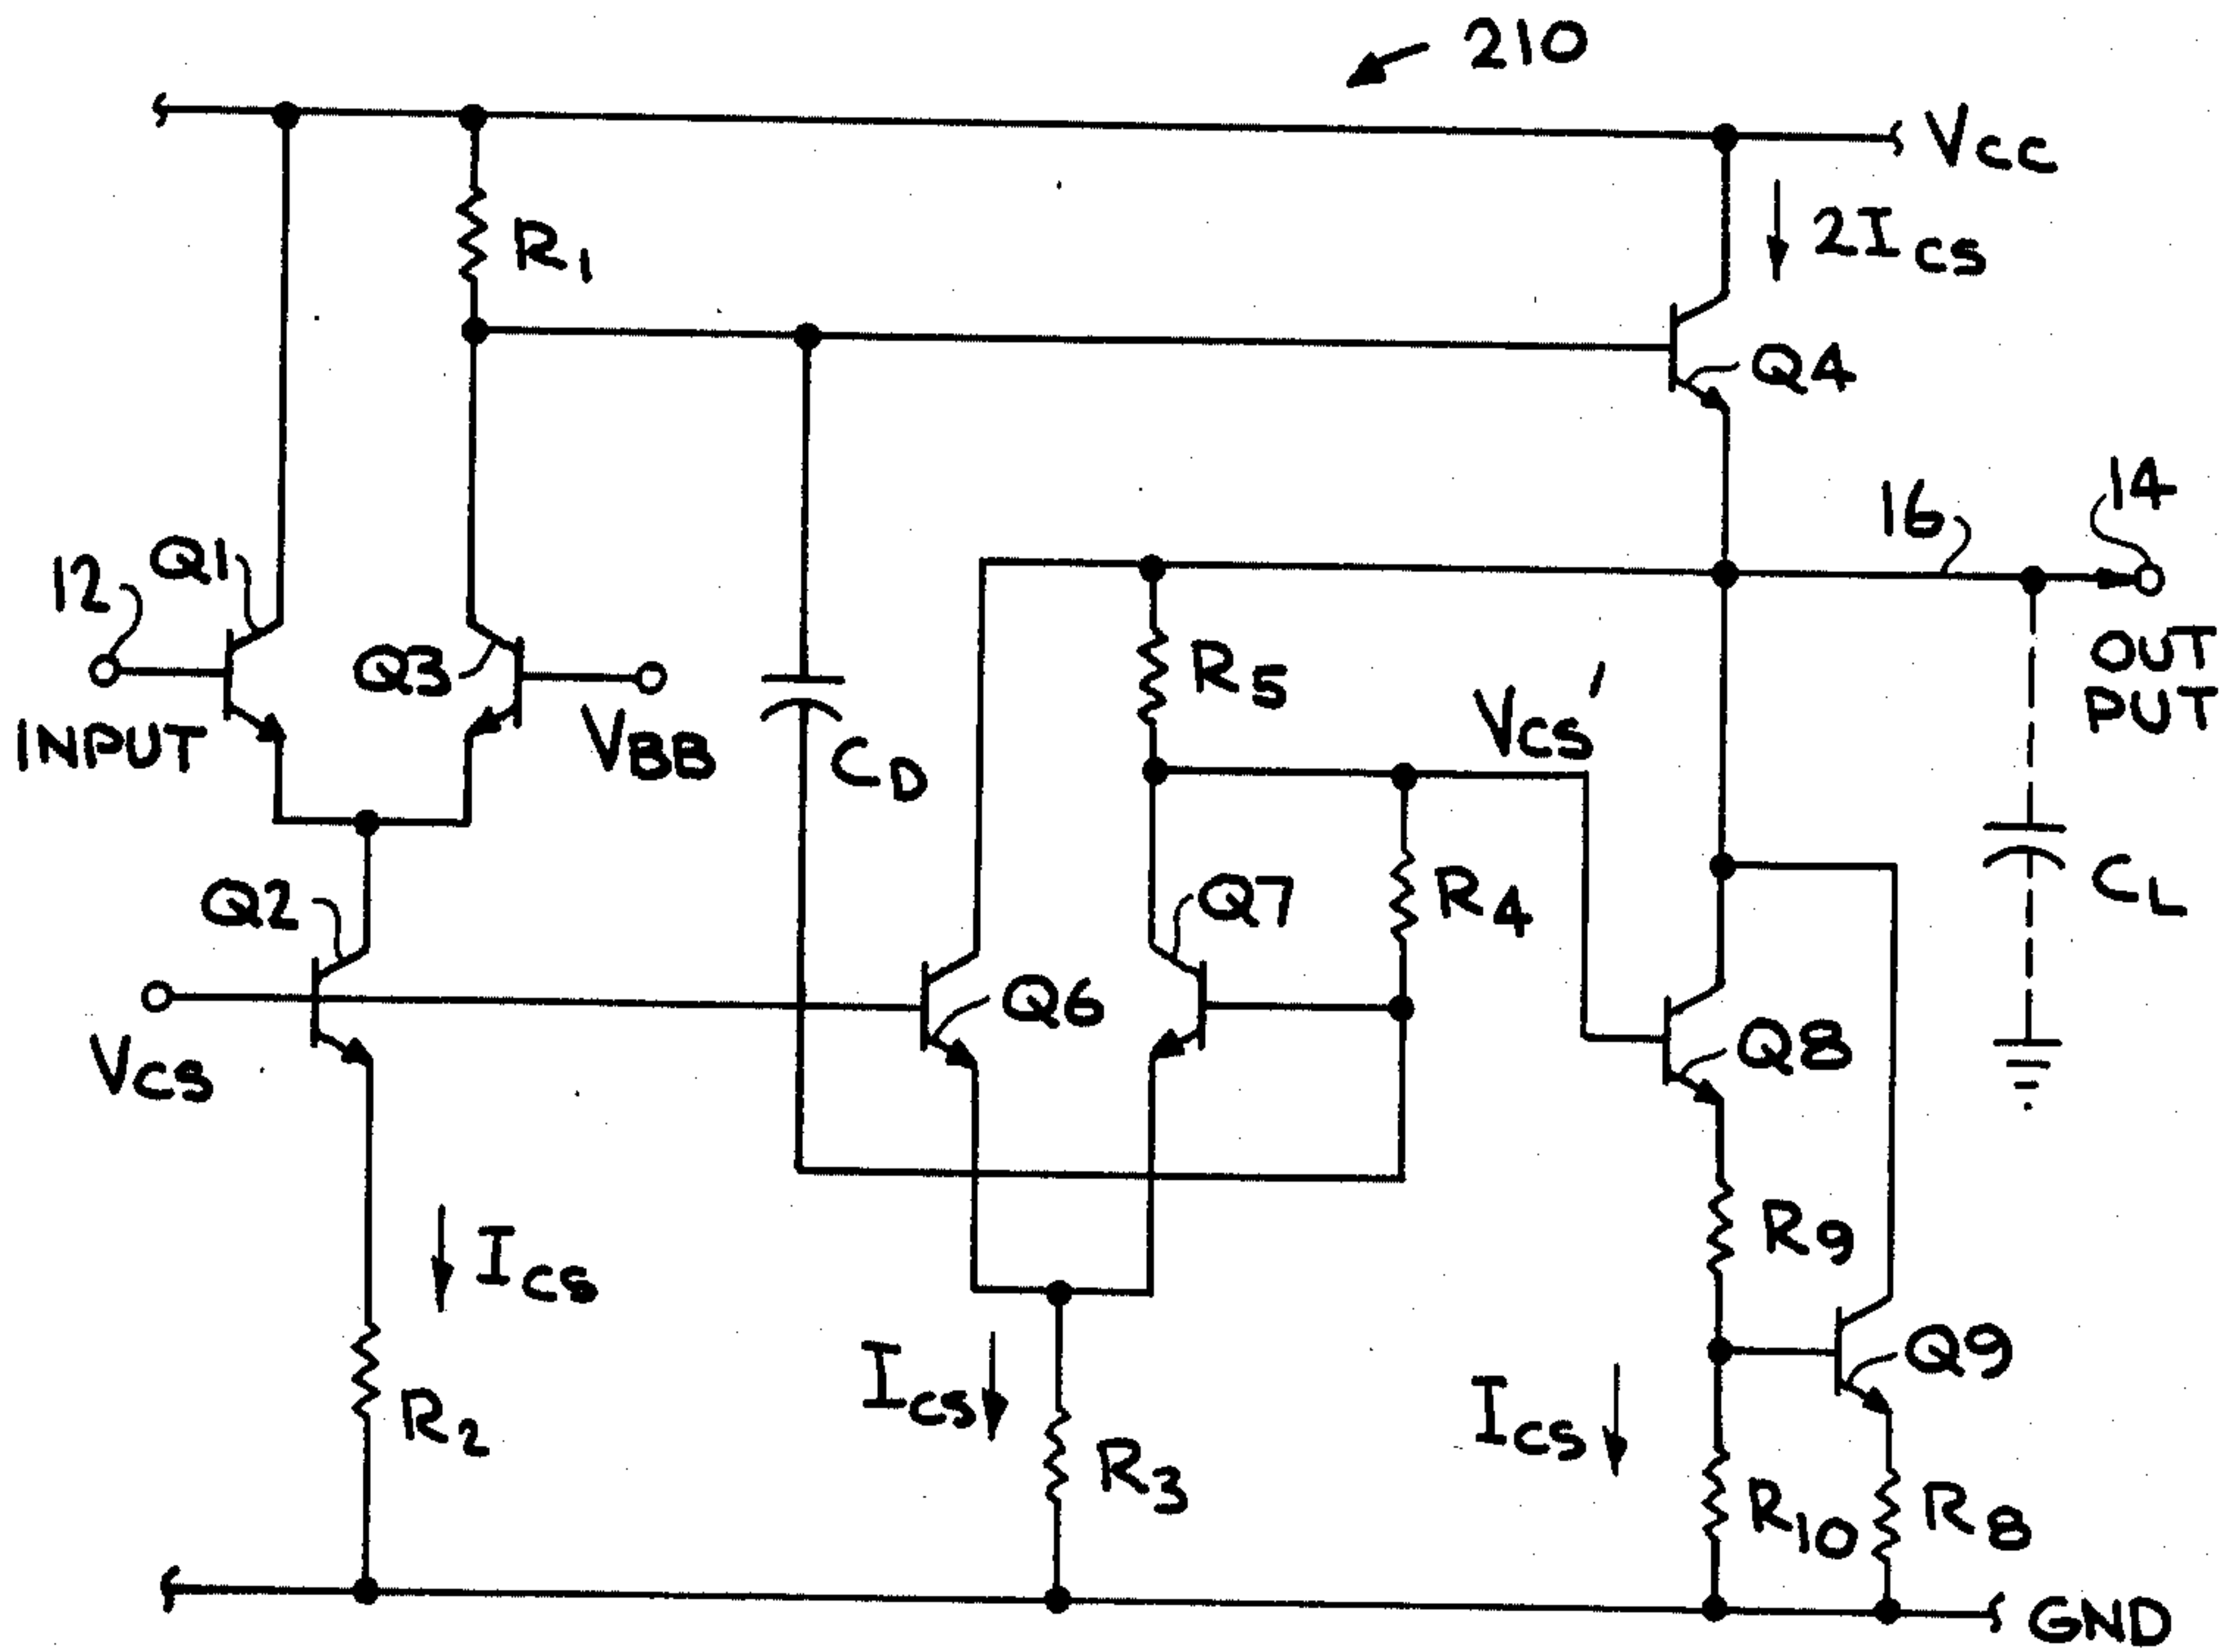 210
VCC
2ICS
R1
Q4
14
16
12
Q1
Q3
R5
OUT
PUT
VCS'
INPUT
VBB
CD
CL
Q2
Q7
R4
Q6
Q8
VCS
R9
ICS
ICS
Q9
ICS
R2
R3
R10
R8
GND